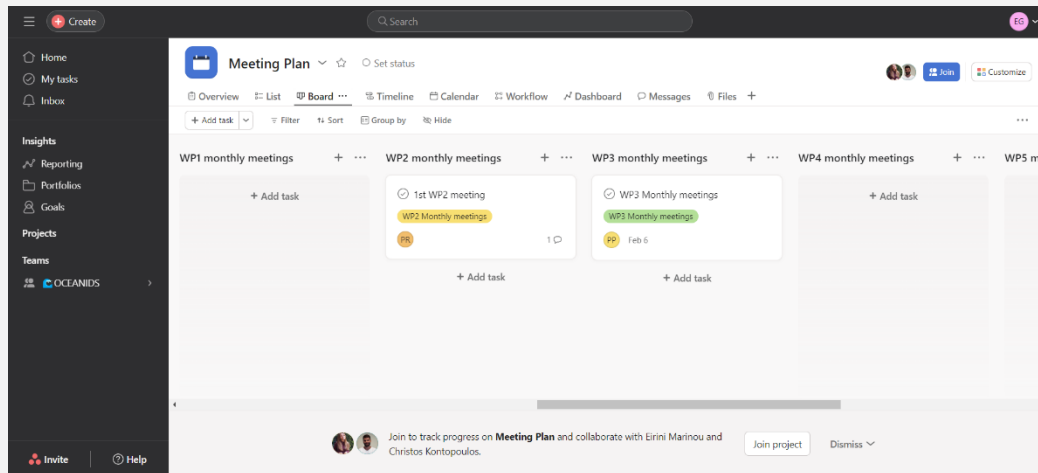 Create
Search
EG
Home
My tasks
Inbox
Insights
Reporting
Portfolios
Goals
Projects
Teams
OCEANIDS
Invite
Help
Meeting Plan
Set status
Join
Customize
Overview List Board Timeline Calendar Workflow Dashboard Messages Files
+ Add task Filter Sort Group by Hide
WP1 monthly meetings
+ Add task
WP2 monthly meetings
1st WP2 meeting
WP2 Monthly meetings
PR 1
+ Add task
WP3 monthly meetings
WP3 Monthly meetings
WP3 Monthly meetings
PP Feb 6
+ Add task
WP4 monthly meetings
+ Add task
WP5 m
Join to track progress on Meeting Plan and collaborate with Eirini Marinou and
Christos Kontopoulos.
Join project
Dismiss